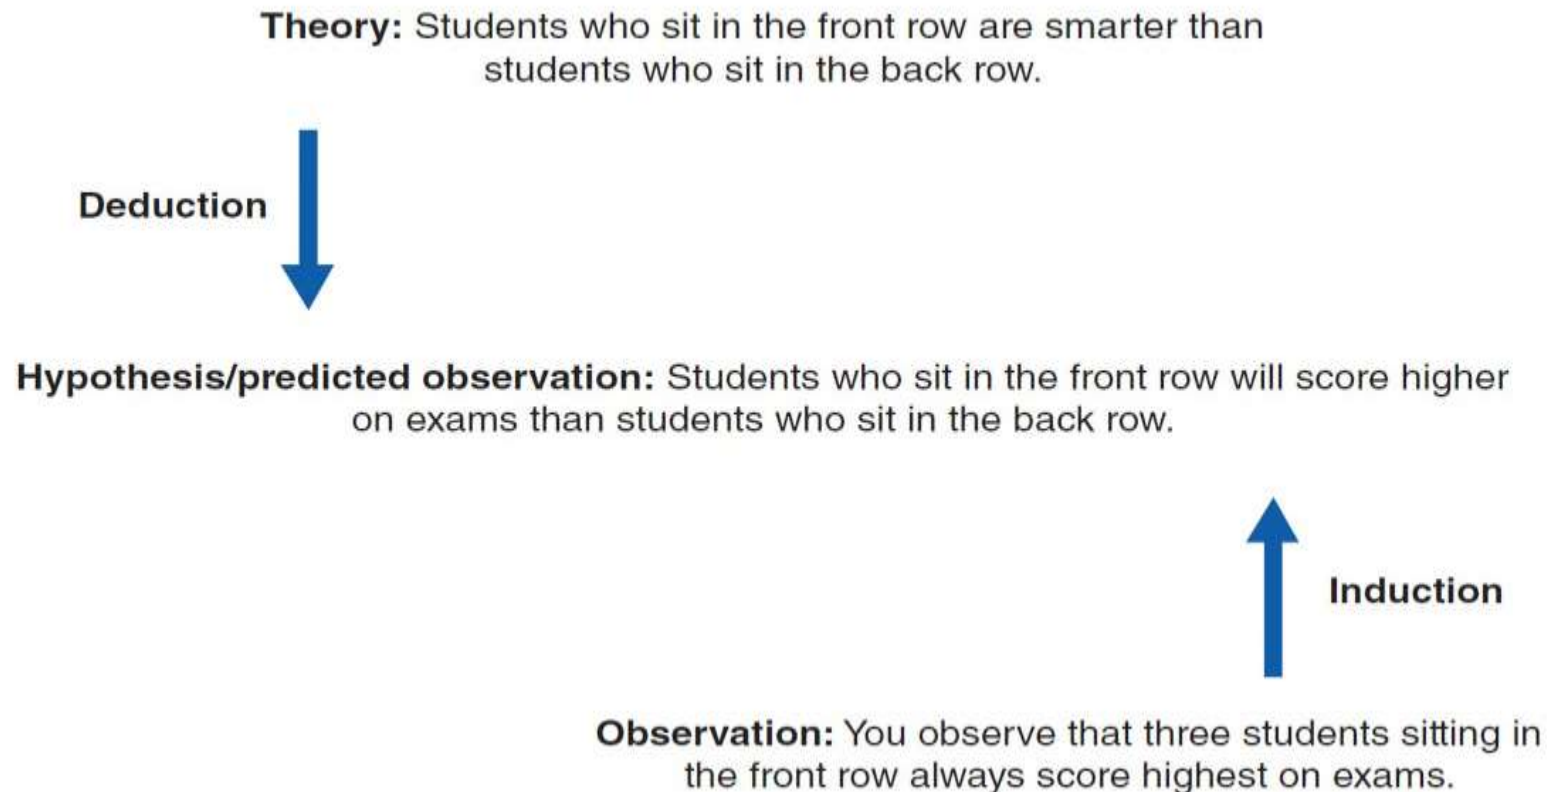 Theory: Students who sit in the front row are smarter than
students who sit in the back row.
Deduction
Hypothesis/predicted observation: Students who sit in the front row will score higher
on exams than students who sit in the back row.
Induction
Observation: You observe that three students sitting in
the front row always score highest on exams.